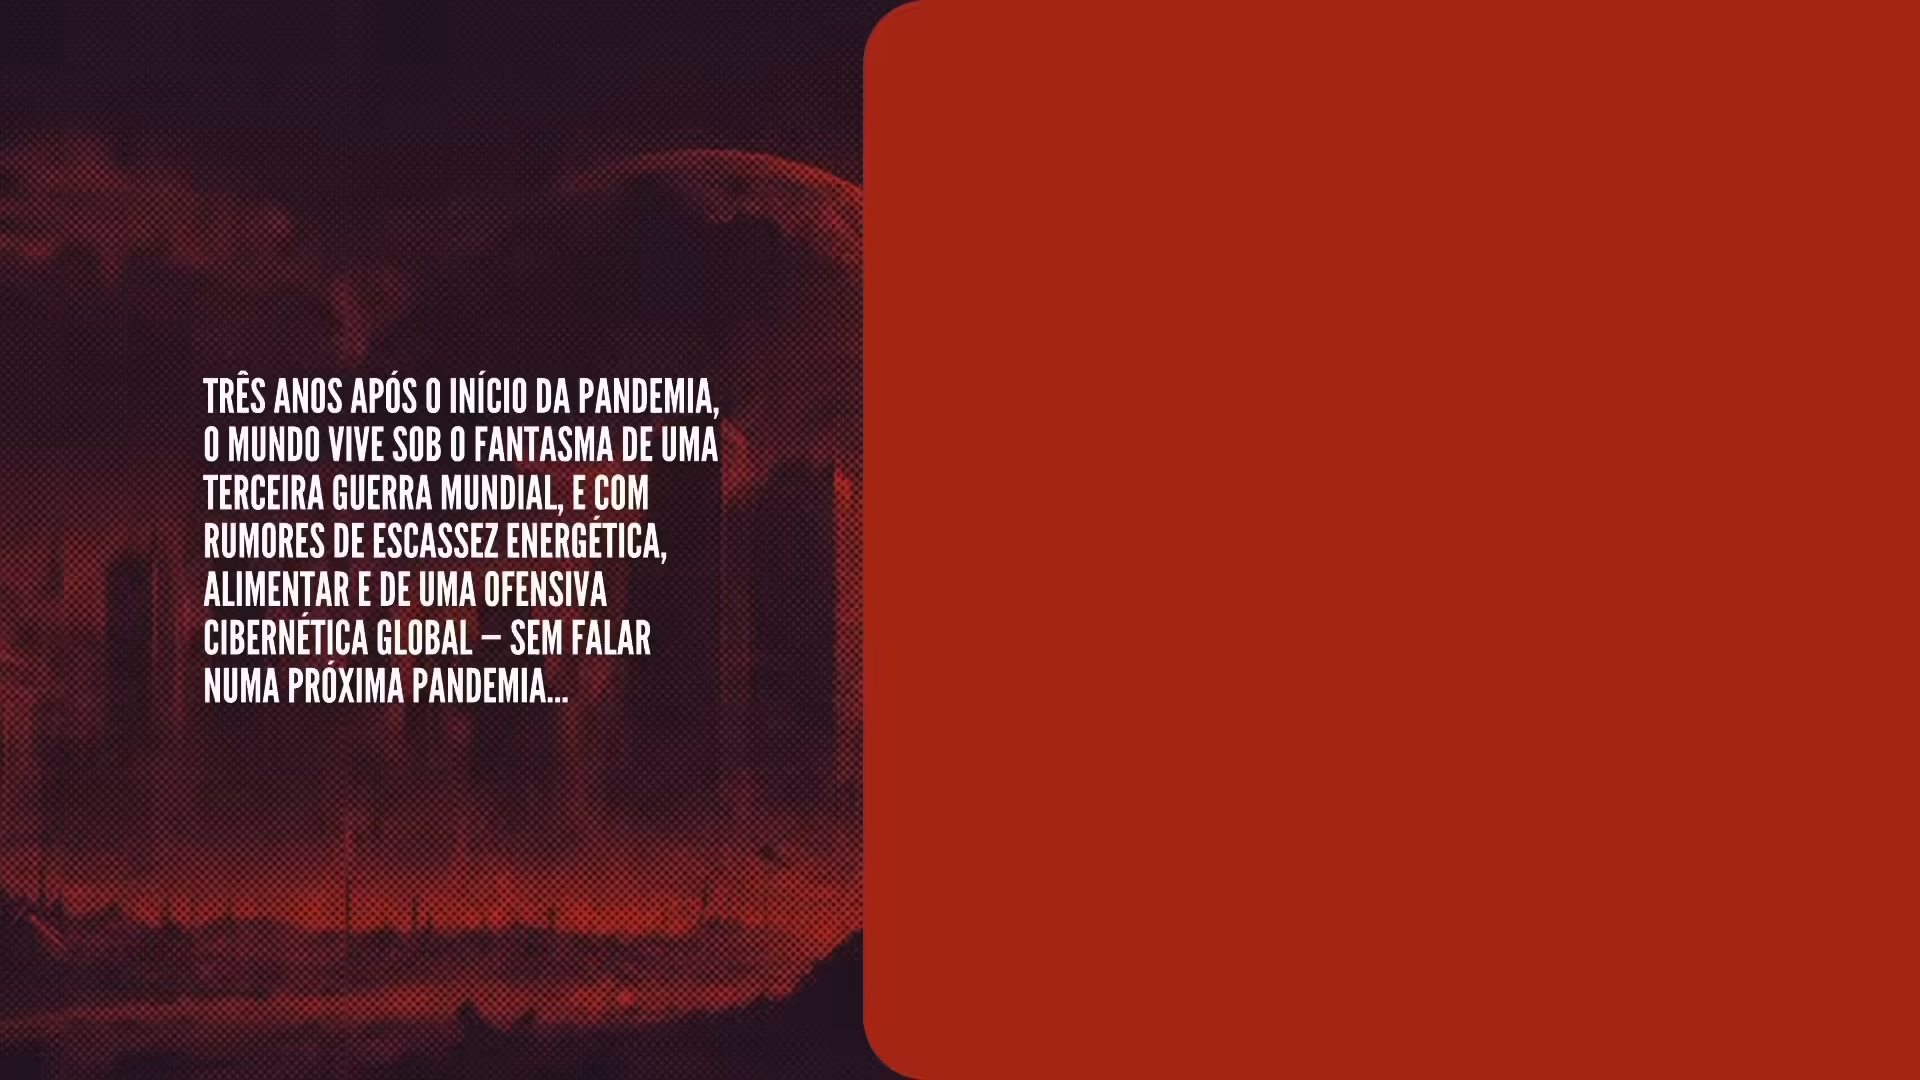 TRÊS ANOS APÓS O INÍCIO DA PANDEMIA,
O MUNDO VIVE SOB O FANTASMA DE UMA
TERCEIRA GUERRA MUNDIAL, E COM
RUMORES DE ESCASSEZ ENERGÉTICA,
ALIMENTAR E DE UMA OFENSIVA
CIBERNÉTICA GLOBAL – SEM FALAR
NUMA PRÓXIMA PANDEMIA...